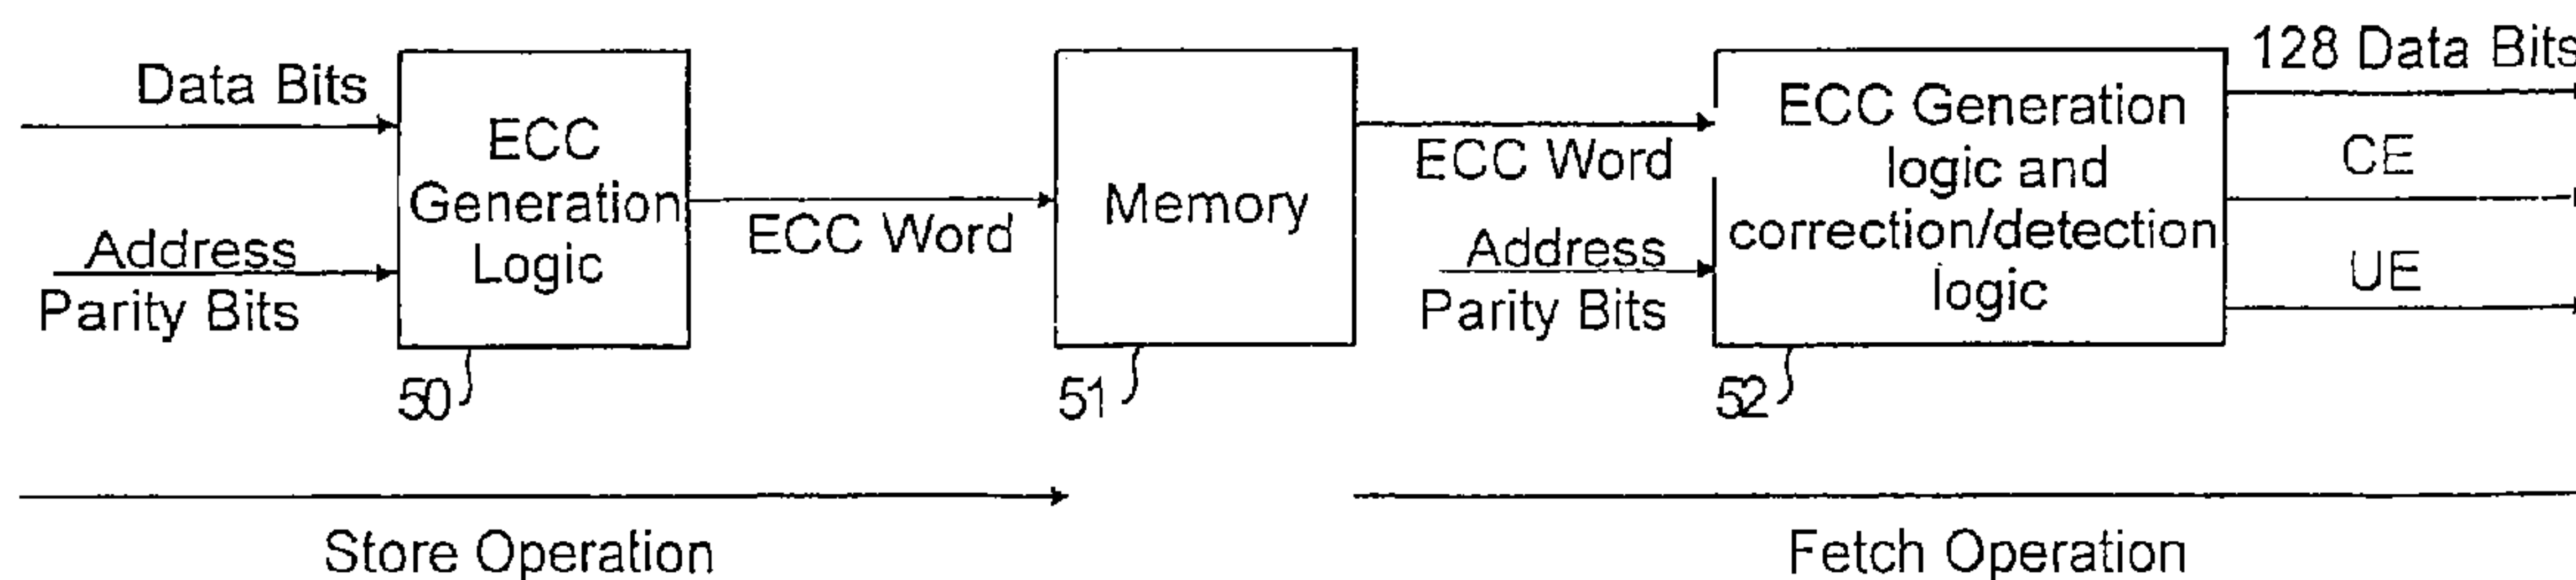 Data Bits
Address
Parity Bits
ECC
Generation
Logic
50
ECC Word
Memory
51
ECC Word
Address
Parity Bits
ECC Generation
logic and
correction/detection
logic
52
128 Data Bits
CE
UE
Store Operation
Fetch Operation